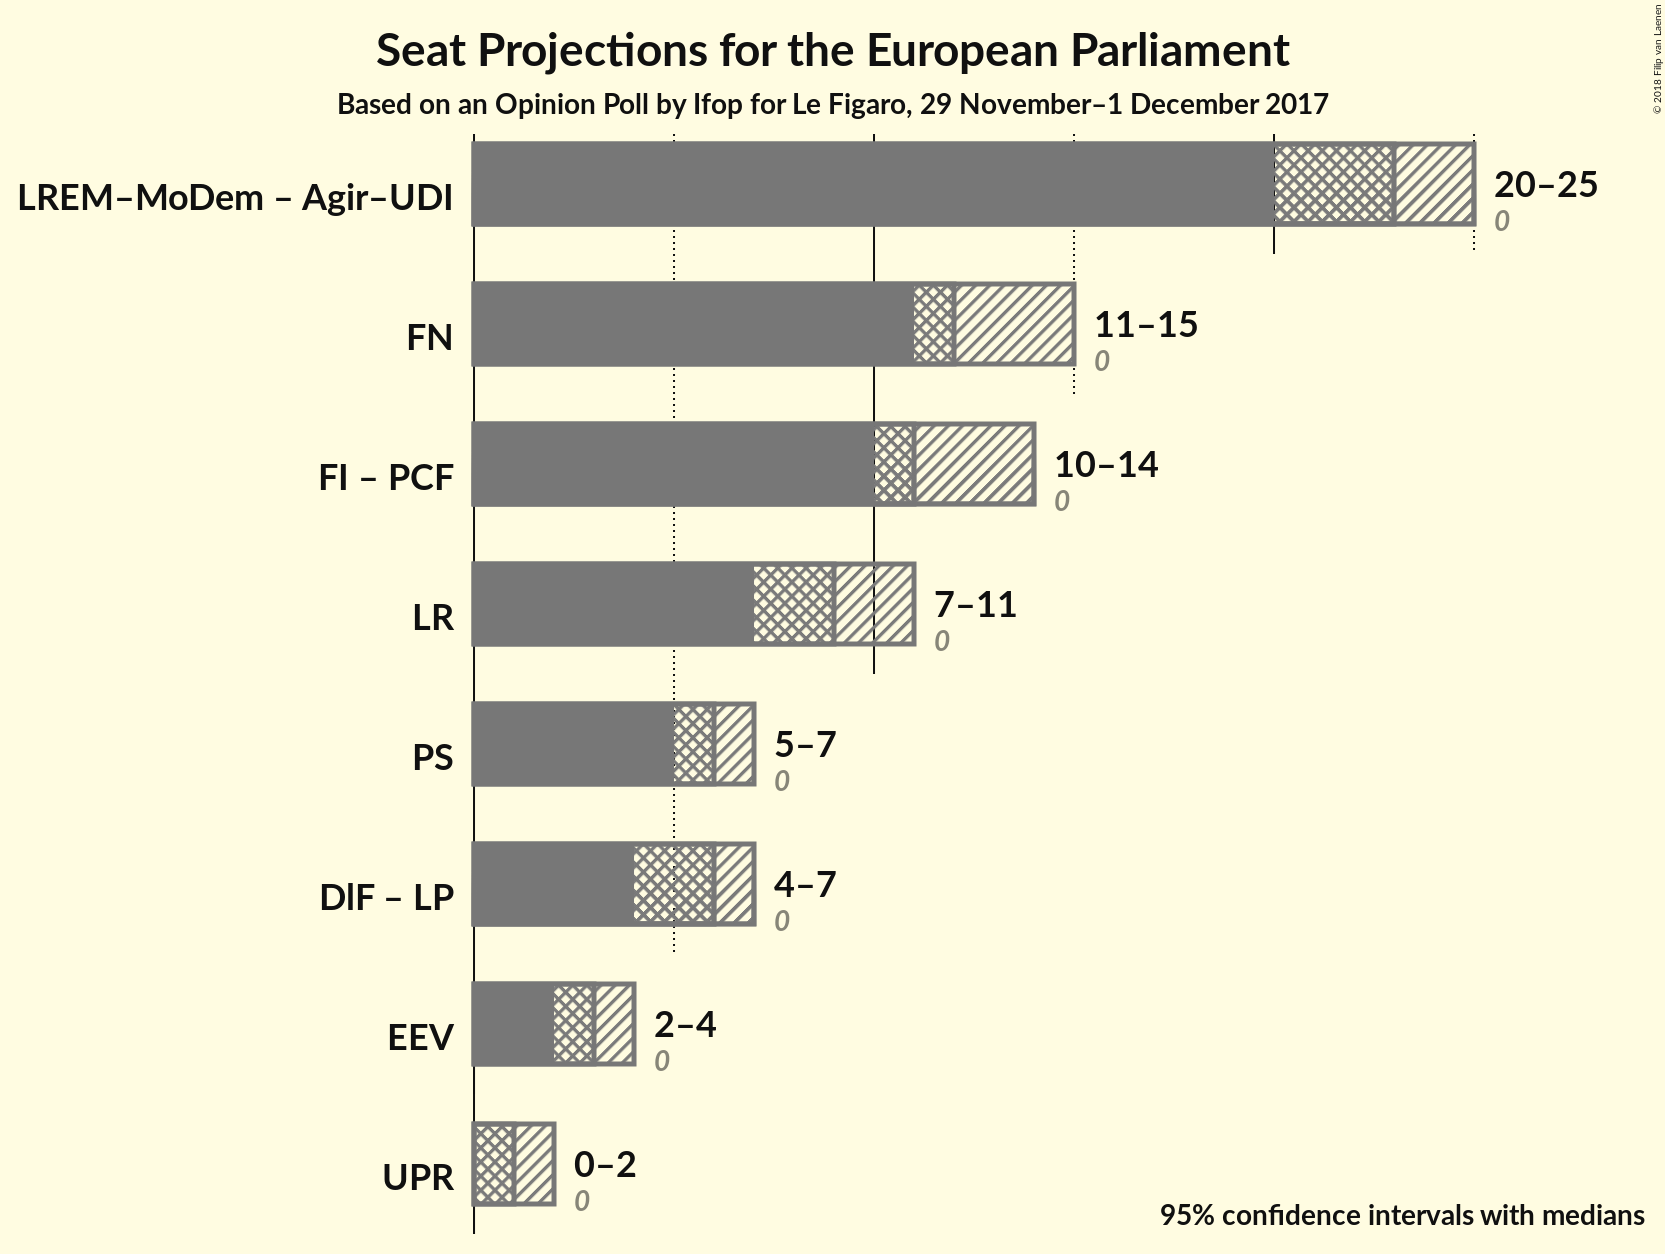 Seat Projections for the European Parliament
Based on an Opinion Poll by Ifop for Le Figaro, 29 November–1 December 2017
© 2018 Filip van Laenen
LREM–MoDem – Agir–UDI
20–25
0
FN
11–15
0
FI – PCF
10–14
0
LR
7–11
0
PS
5–7
0
DlF – LP
4–7
0
EEV
2–4
0
UPR
0–2
0
95% confidence intervals with medians